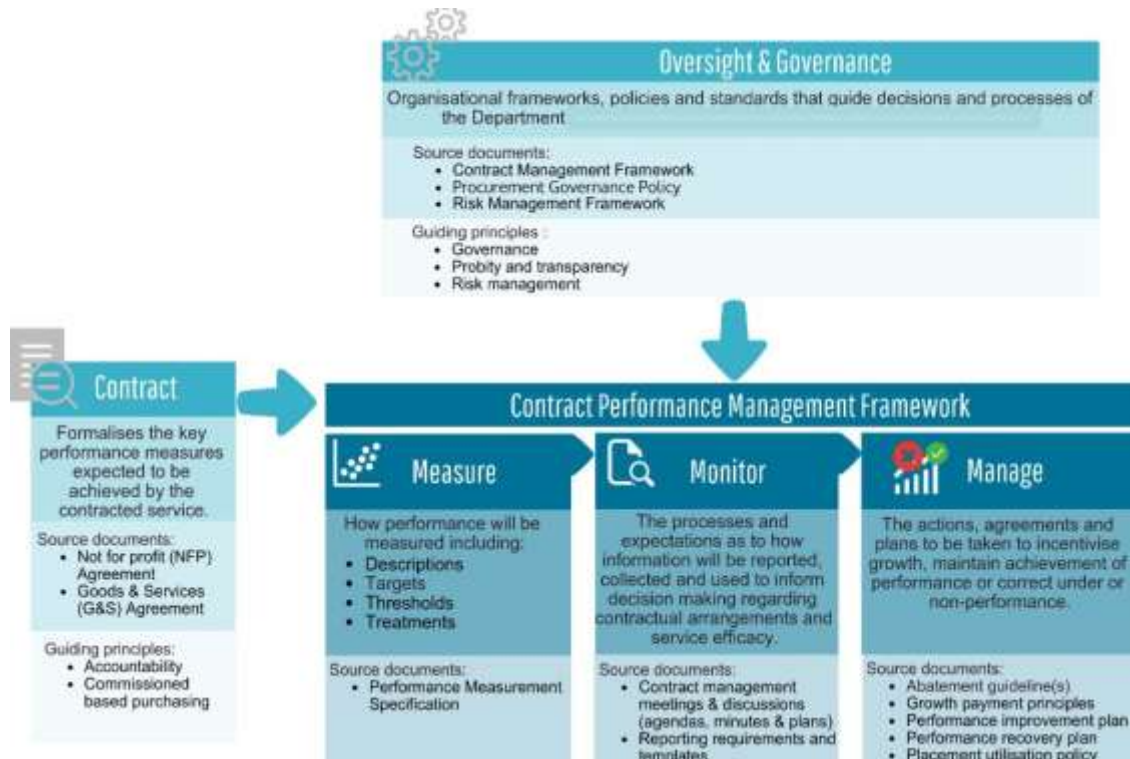 Oversight & Governance
Organisational frameworks, policies and standards that guide decisions and processes of
the Department
Source documents:
• Contract Management Framework
• Procurement Governance Policy
• Risk Management Framework
Guiding principles :
• Governance
• Probity and transparency
• Risk management
Contract
Formalises the key
performance measures
expected to be
achieved by the
contracted service.
Source documents:
• Not for profit (NFP)
Agreement
• Goods & Services
(G&S) Agreement
Guiding principles:
• Accountability
• Commissioned
based purchasing
Contract Performance Management Framework
Measure
How performance will be
measured including:
• Descriptions
• Targets
• Thresholds
• Treatments
Source documents:
• Performance Measurement
Specification
Monitor
The processes and
expectations as to how
information will be reported,
collected and used to inform
decision making regarding
contractual arrangements and
service efficacy.
Source documents:
• Contract management
meetings & discussions
(agendas, minutes & plans)
• Reporting requirements and
templates
Manage
The actions, agreements and
plans to be taken to incentivise
growth, maintain achievement of
performance or correct under or
non-performance.
Source documents:
• Abatement guideline(s)
• Growth payment principles
• Performance improvement plan
• Performance recovery plan
• Placement utilisation policy